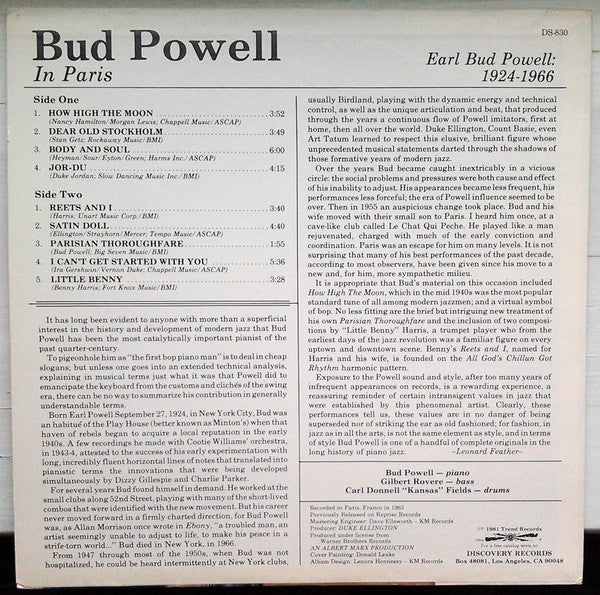 DS-830
Bud Powell
In Paris
Earl Bud Powell:
1924-1966
Side One
1. HOW HIGH THE MOON 3:52
(Nancy Hamilton/Morgan Lewis; Chappell Music/ASCAP)
2. DEAR OLD STOCKHOLM 3:49
(Stan Getz; Rockaway Music/BMI)
3. BODY AND SOUL 6:00
(Heyman/Sour/Eyton/Green; Harms Inc./ASCAP)
4. JOR-DU 4:15
(Duke Jordan; Slow Dancing Music Inc./BMI)
Side Two
1. REETS AND I 3:40
(Harris; Unart Music Corp./BMI)
2. SATIN DOLL 4:40
(Ellington/Strayhorn/Mercer; Tempo Music/ASCAP)
3. PARISIAN THOROUGHFARE 1:55
(Bud Powell; Big Seven Music/BMI)
4. I CAN'T GET STARTED WITH YOU 5:36
(Ira Gershwin/Vernon Duke; Chappell Music/ASCAP)
5. LITTLE BENNY 3:28
(Benny Harris; Fort Knox Music/BMI)
It has long been evident to anyone with more than a superficial
interest in the history and development of modern jazz that Bud
Powell has been the most catalytically important pianist of the
past quarter-century.
To pigeonhole him as "the first bop piano man" is to deal in cheap
slogans; but unless one goes into an extended technical analysis,
explaining in musical terms just what it was that Powell did to
emancipate the keyboard from the customs and clichés of the swing
era, there can be no way to summarize his contribution in generally
understandable terms.
Born Earl Powell September 27, 1924, in New York City, Bud was
an habitué of the Play House (better known as Minton's) when that
haven of rebels began to acquire a local reputation in the early
1940s. A few recordings he made with Cootie Williams' orchestra,
in 1943-4, attested to the success of his early experimentation with
long, incredibly fluent horizontal lines of notes that translated into
pianistic terms the innovations that were being developed
simultaneously by Dizzy Gillespie and Charlie Parker.
For several years Bud found himself in demand. He worked at the
small clubs along 52nd Street, playing with many of the short-lived
combos that were identified with the new movement. But his career
never moved forward in a firmly charted direction, for Bud Powell
was, as Allan Morrison once wrote in Ebony, "a troubled man, an
artist seemingly unable to adjust to life, to make his peace in a
strife-torn world..." Bud died in New York, in 1966.
From 1947 through most of the 1950s, when Bud was not
hospitalized, he could be heard intermittently at New York clubs,
usually Birdland, playing with the dynamic energy and technical
control, as well as the unique articulation and beat, that produced
through the years a continuous flow of Powell imitators, first at
home, then all over the world. Duke Ellington, Count Basie, even
Art Tatum learned to respect this elusive, brilliant figure whose
unprecedented musical statements darted through the shadows of
those formative years of modern jazz.
Over the years Bud became caught inextricably in a vicious
circle: the social problems and pressures were both cause and effect
of his inability to adjust. His appearances became less frequent, his
performances less forceful; the era of Powell influence seemed to be
over. Then in 1955 an auspicious change took place. Bud and his
wife moved with their small son to Paris. I heard him once, at a
cave-like club called Le Chat Qui Peche. He played like a man
rejuvenated, charged with much of the early conviction and
coordination. Paris was an escape for him on many levels. It is not
surprising that many of his best performances of the past decade,
according to most observers, have been given since his move to a
new and, for him, more sympathetic milieu.
It is appropriate that Bud's material on this occasion included
How High The Moon, which in the mid 1940s was the most popular
standard tune of all among modern jazzmen; and a virtual symbol
of bop. No less fitting are the brief but intriguing new treatment of
his own Parisian Thoroughfare and the inclusion of two composi-
tions by "Little Benny" Harris, a trumpet player who from the
earliest days of the jazz revolution was a familiar figure on every
uptown and downtown scene. Benny's Reets and I, named for
Harris and his wife, is founded on the All God's Chillun Got
Rhythm harmonic pattern.
Exposure to the Powell sound and style, after too many years of
infrequent appearances on records, is a rewarding experience, a
reassuring reminder of certain intransigent values in jazz that
were established by this phenomenal artist. Clearly, these
performances tell us, these values are in no danger of being
superseded nor of striking the ear as old fashioned; for fashion, in
jazz as in all the arts, is not the same element as style, and in terms
of style Bud Powell is one of a handful of complete originals in the
long history of piano jazz. –Leonard Feather–
Bud Powell – piano
Gilbert Rovere – bass
Carl Donnell "Kansas" Fields – drums
Recorded in Paris, France in 1963
Previously Released on Reprise Records
Mastering Engineer: Dave Ellsworth - KM Records
Producer: DUKE ELLINGTON
Produced under license from
Warner Brothers Records
AN ALBERT MARX PRODUCTION
Cover Painting: Donald Leake
Album Design: Lenora Hennessy - KM Records
© 1981 Trend Records
For a free catalog write to:
DISCOVERY RECORDS
Box 48081, Los Angeles, CA 90048